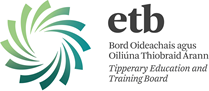 etb
Bord Oideachais agus
Oiliúna Thiobraid Árann
Tipperary Education and
Training Board